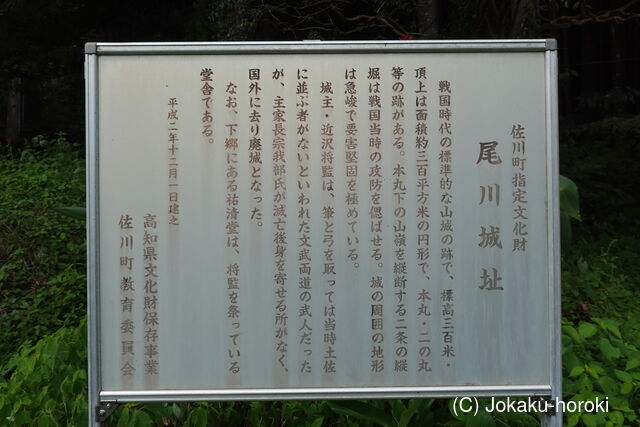 佐川町指定文化財
尾川城址
戦国時代の標準的な山城の跡で、標高三百米・
頂上は面積約三百平方米の円形で、本丸・二の丸
等の跡がある。本丸下の山嶺を縦断する二条の縦
堀は戦国当時の攻防を偲ばせる。城の周囲の地形
は急峻で要害堅固を極めている。
城主・近沢将監は、筆と弓を取っては当時土佐
に並ぶ者がないといわれた文武両道の武人だった
が、主家長宗我部氏が滅亡後身を寄せる所がなく、
国外に去り廃城となった。
なお、下郷にある祐清堂は、将監を祭っている
堂舎である。
平成二年十二月一日建之
高知県文化財保存事業
佐川町教育委員会
(C) Jokaku-horoki